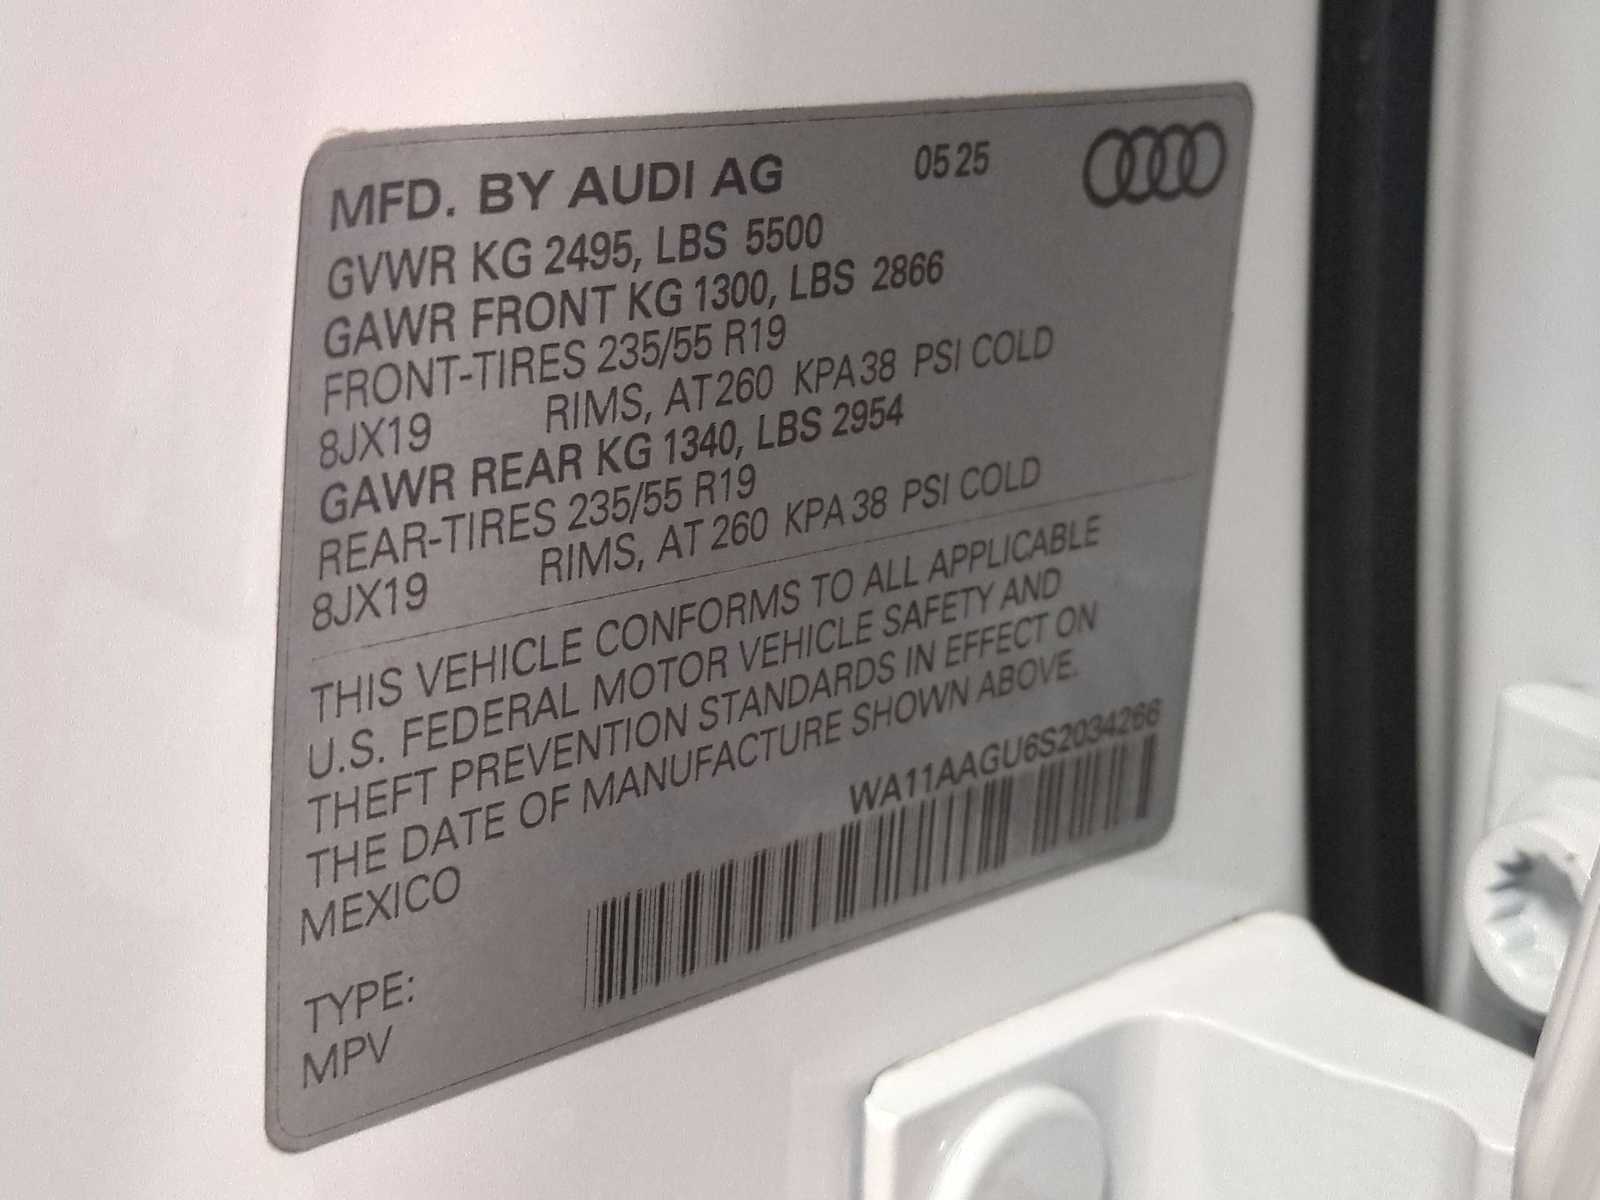 MFD. BY AUDI AG 05 25
GVWR KG 2495, LBS 5500
GAWR FRONT KG 1300, LBS 2866
FRONT-TIRES 235/55 R19
8JX19 RIMS, AT 260 KPA 38 PSI COLD
GAWR REAR KG 1340, LBS 2954
REAR-TIRES 235/55 R19
8JX19 RIMS, AT 260 KPA 38 PSI COLD
THIS VEHICLE CONFORMS TO ALL APPLICABLE
U.S. FEDERAL MOTOR VEHICLE SAFETY AND
THEFT PREVENTION STANDARDS IN EFFECT ON
THE DATE OF MANUFACTURE SHOWN ABOVE.
MEXICO WA11AAGU6S2034266
TYPE:
MPV